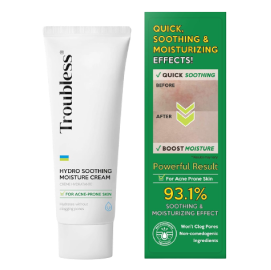 Troubless®
HYDRO SOOTHING
MOISTURE CREAM
FOR ACNE-PRONE SKIN
QUICK,
SOOTHING &
MOISTURIZING
EFFECTS!
QUICK SOOTHING
BEFORE
AFTER
BOOST MOISTURE
Powerful Result
For Acne-Prone Skin
93.1%
SOOTHING &
MOISTURIZING EFFECT
Won't Clog Pores
Non-comedogenic
Ingredients